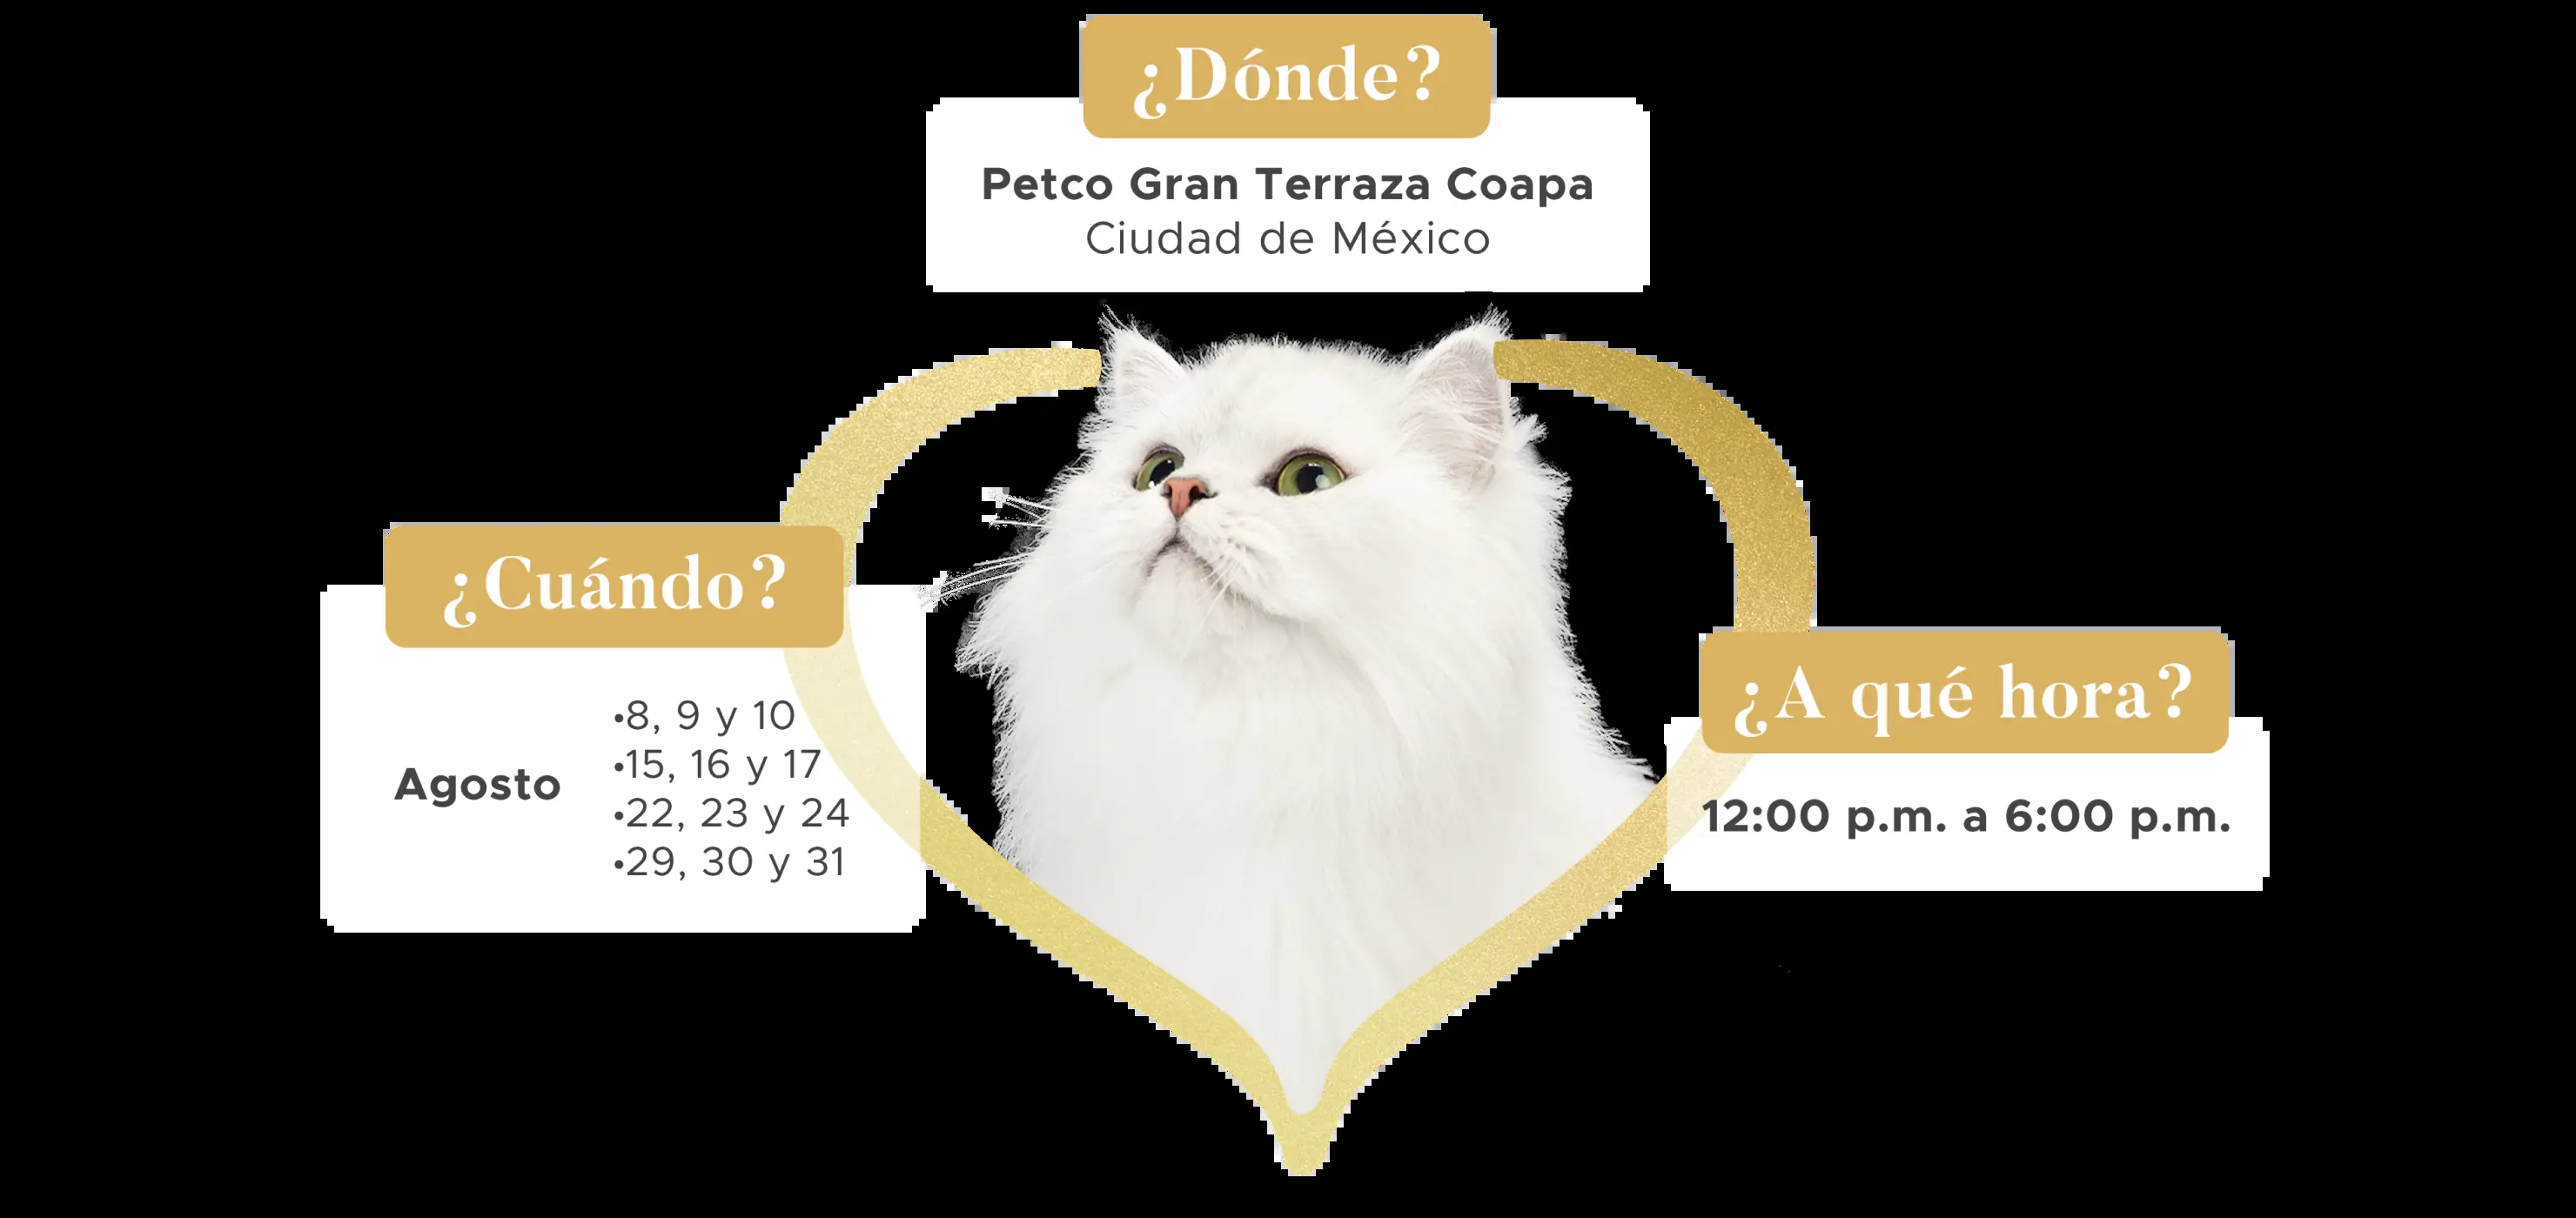 ¿Dónde?
Petco Gran Terraza Coapa
Ciudad de México
¿Cuándo?
Agosto
•8, 9 y 10
•15, 16 y 17
•22, 23 y 24
•29, 30 y 31
¿A qué hora?
12:00 p.m. a 6:00 p.m.